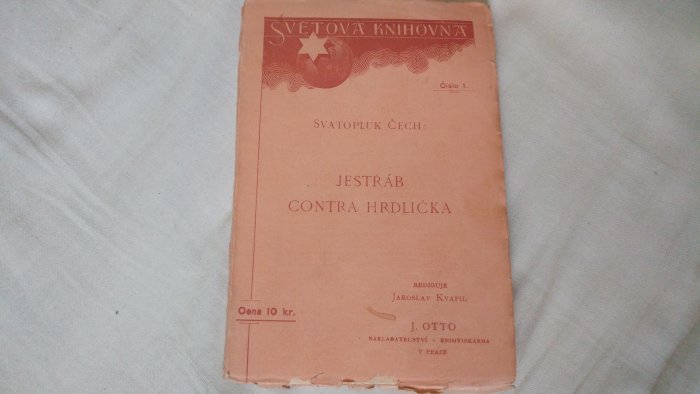 SVĚTOVÁ KNIHOVNA
Číslo 1.
SVATOPLUK ČECH:
JESTŘÁB
CONTRA HRDLIČKA
REDIGUJE
JAROSLAV KVAPIL
J. OTTO
NAKLADATELSTVÍ • KNIHTISKÁRNA
V PRAZE
Cena 10 kr.